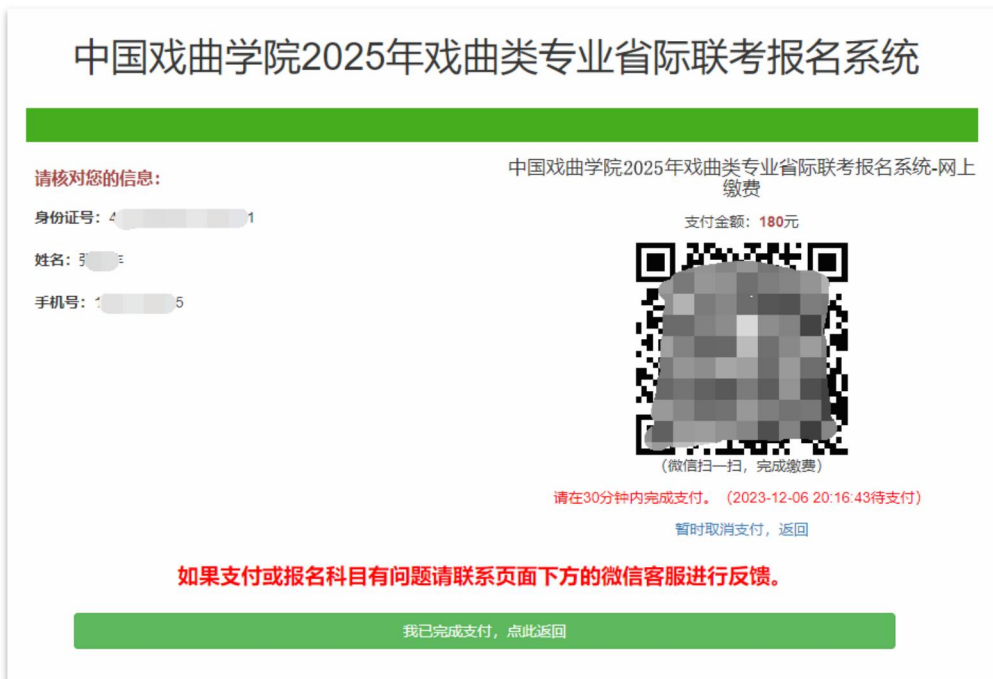 中国戏曲学院2025年戏曲类专业省际联考报名系统
请核对您的信息：
身份证号：4 1
姓名：
手机号：1 5
中国戏曲学院2025年戏曲类专业省际联考报名系统-网上
缴费
支付金额：180元
（微信扫一扫，完成缴费）
请在30分钟内完成支付。（2023-12-06 20:16:43待支付）
暂时取消支付，返回
如果支付或报名科目有问题请联系页面下方的微信客服进行反馈。
我已完成支付，点此返回